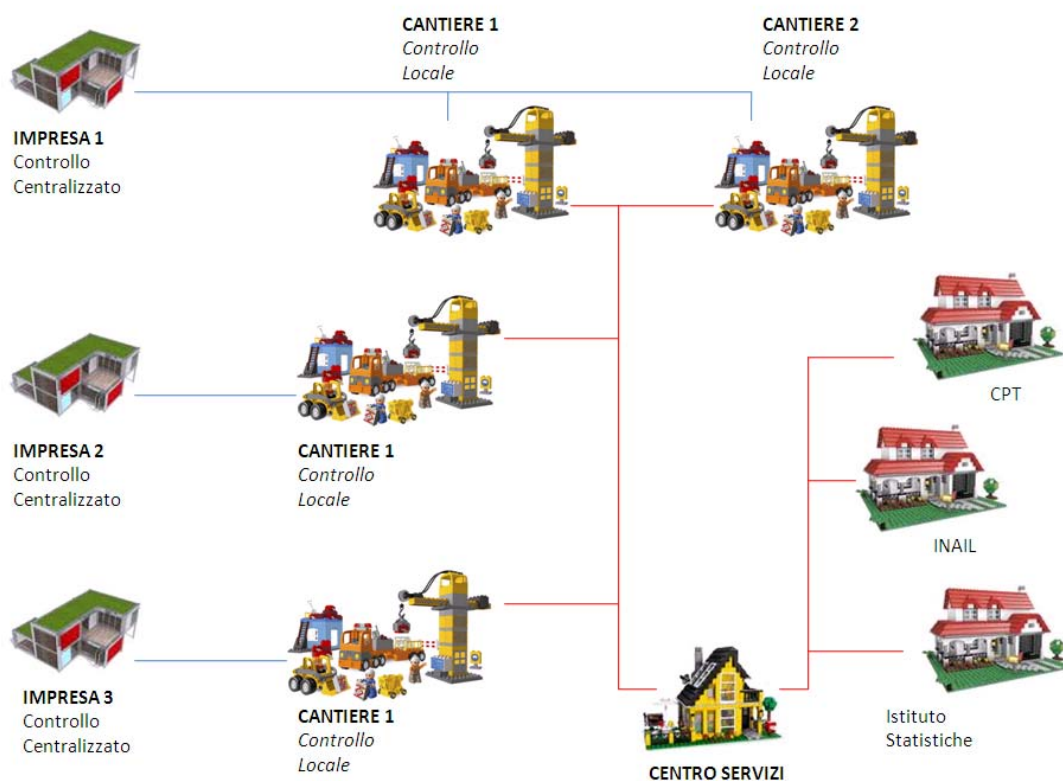 CANTIERE 1
Controllo
Locale
CANTIERE 2
Controllo
Locale
IMPRESA 1
Controllo
Centralizzato
CPT
IMPRESA 2
Controllo
Centralizzato
CANTIERE 1
Controllo
Locale
INAIL
IMPRESA 3
Controllo
Centralizzato
CANTIERE 1
Controllo
Locale
Istituto
Statistiche
CENTRO SERVIZI